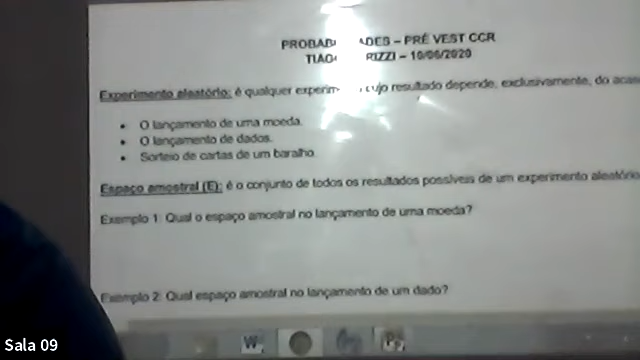 PROBABI ADES – PRÉ VEST CCR
TIAG RIZZI – 10/06/2020
Experimento aleatório: é qualquer experim cujo resultado depende, exclusivamente, do acas
• O lançamento de uma moeda.
• O lançamento de dados.
• Sorteio de cartas de um baralho
Espaço amostral (E): é o conjunto de todos os resultados possíveis de um experimento aleatório
Exemplo 1: Qual o espaço amostral no lançamento de uma moeda?
Exemplo 2: Qual espaço amostral no lançamento de um dado?
Sala 09